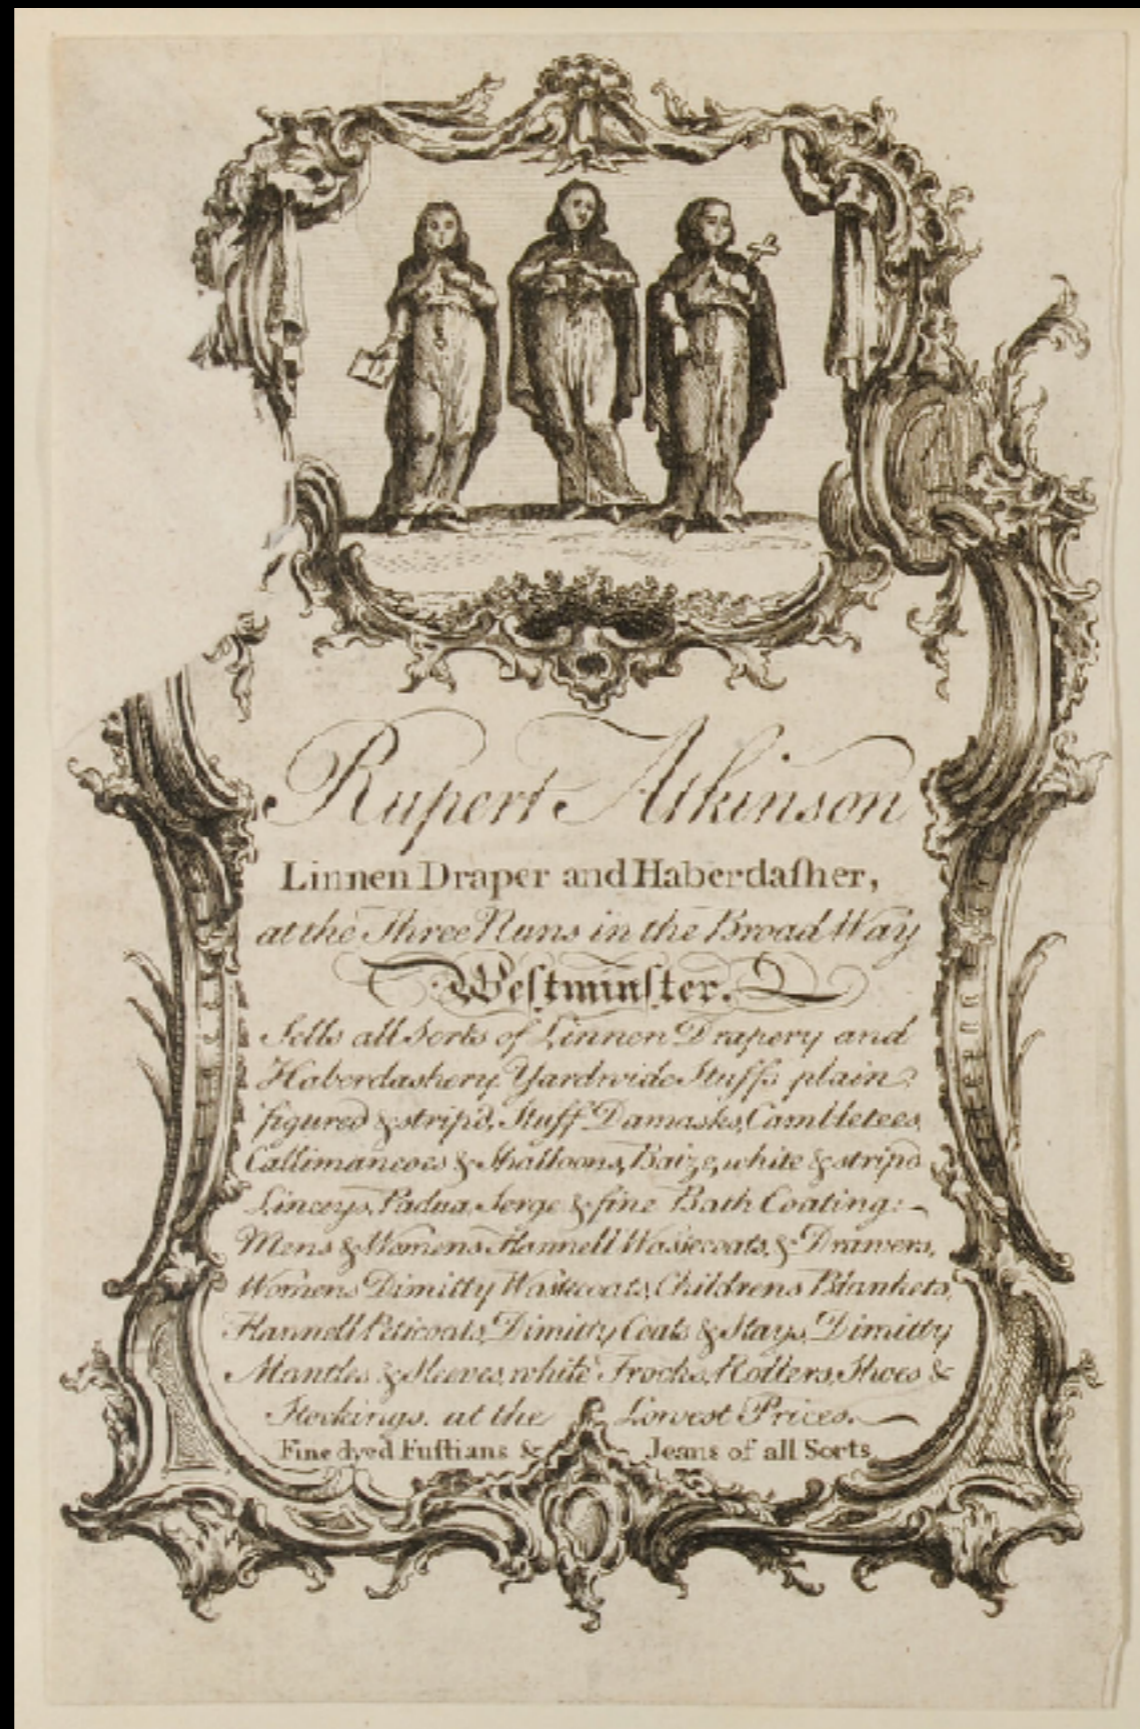 Rupert Atkinson
Linnen Draper and Haberdaſher,
at the Three Nuns in the Broad Way
Weſtminſter.
Sells all Sorts of Linnen Drapery and
Haberdashery, Yardwide Stuffs plain
figured & strip'd, Stuff Damasks, Cambletees,
Callimancoes & Shalloons, Baize, white & strip'd
Linceys, Padua, Serge & fine Bath Coating:
Mens & Womens Flannell Wastecoats, & Drawers,
Womens Dimitty Wastecoats, Childrens Blankets,
Flannell Peticoats, Dimitty Coats & Stays, Dimitty
Mantles & Sleeves, white Frocks, Rollers, Shoes &
Stockings. at the Lowest Prices.
Fine dyed Fuſtians & Jeans of all Sorts